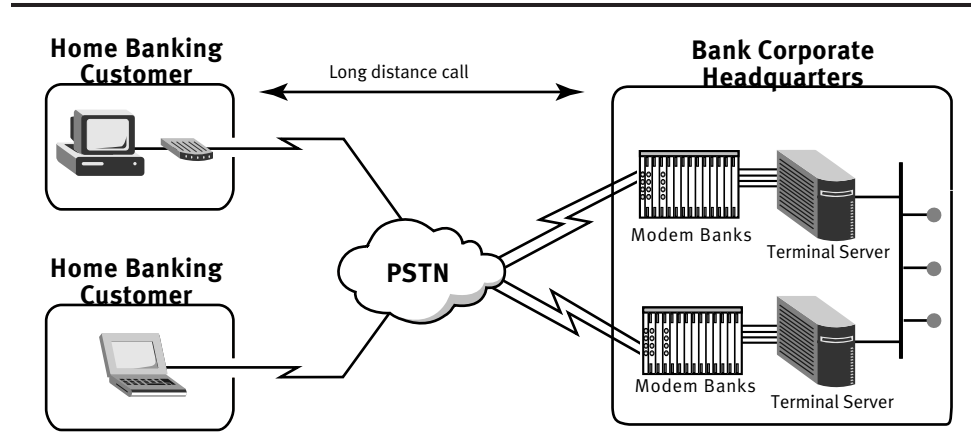 Home Banking
Customer
Long distance call
Bank Corporate
Headquarters
Modem Banks
Terminal Server
Home Banking
Customer
PSTN
Modem Banks
Terminal Server